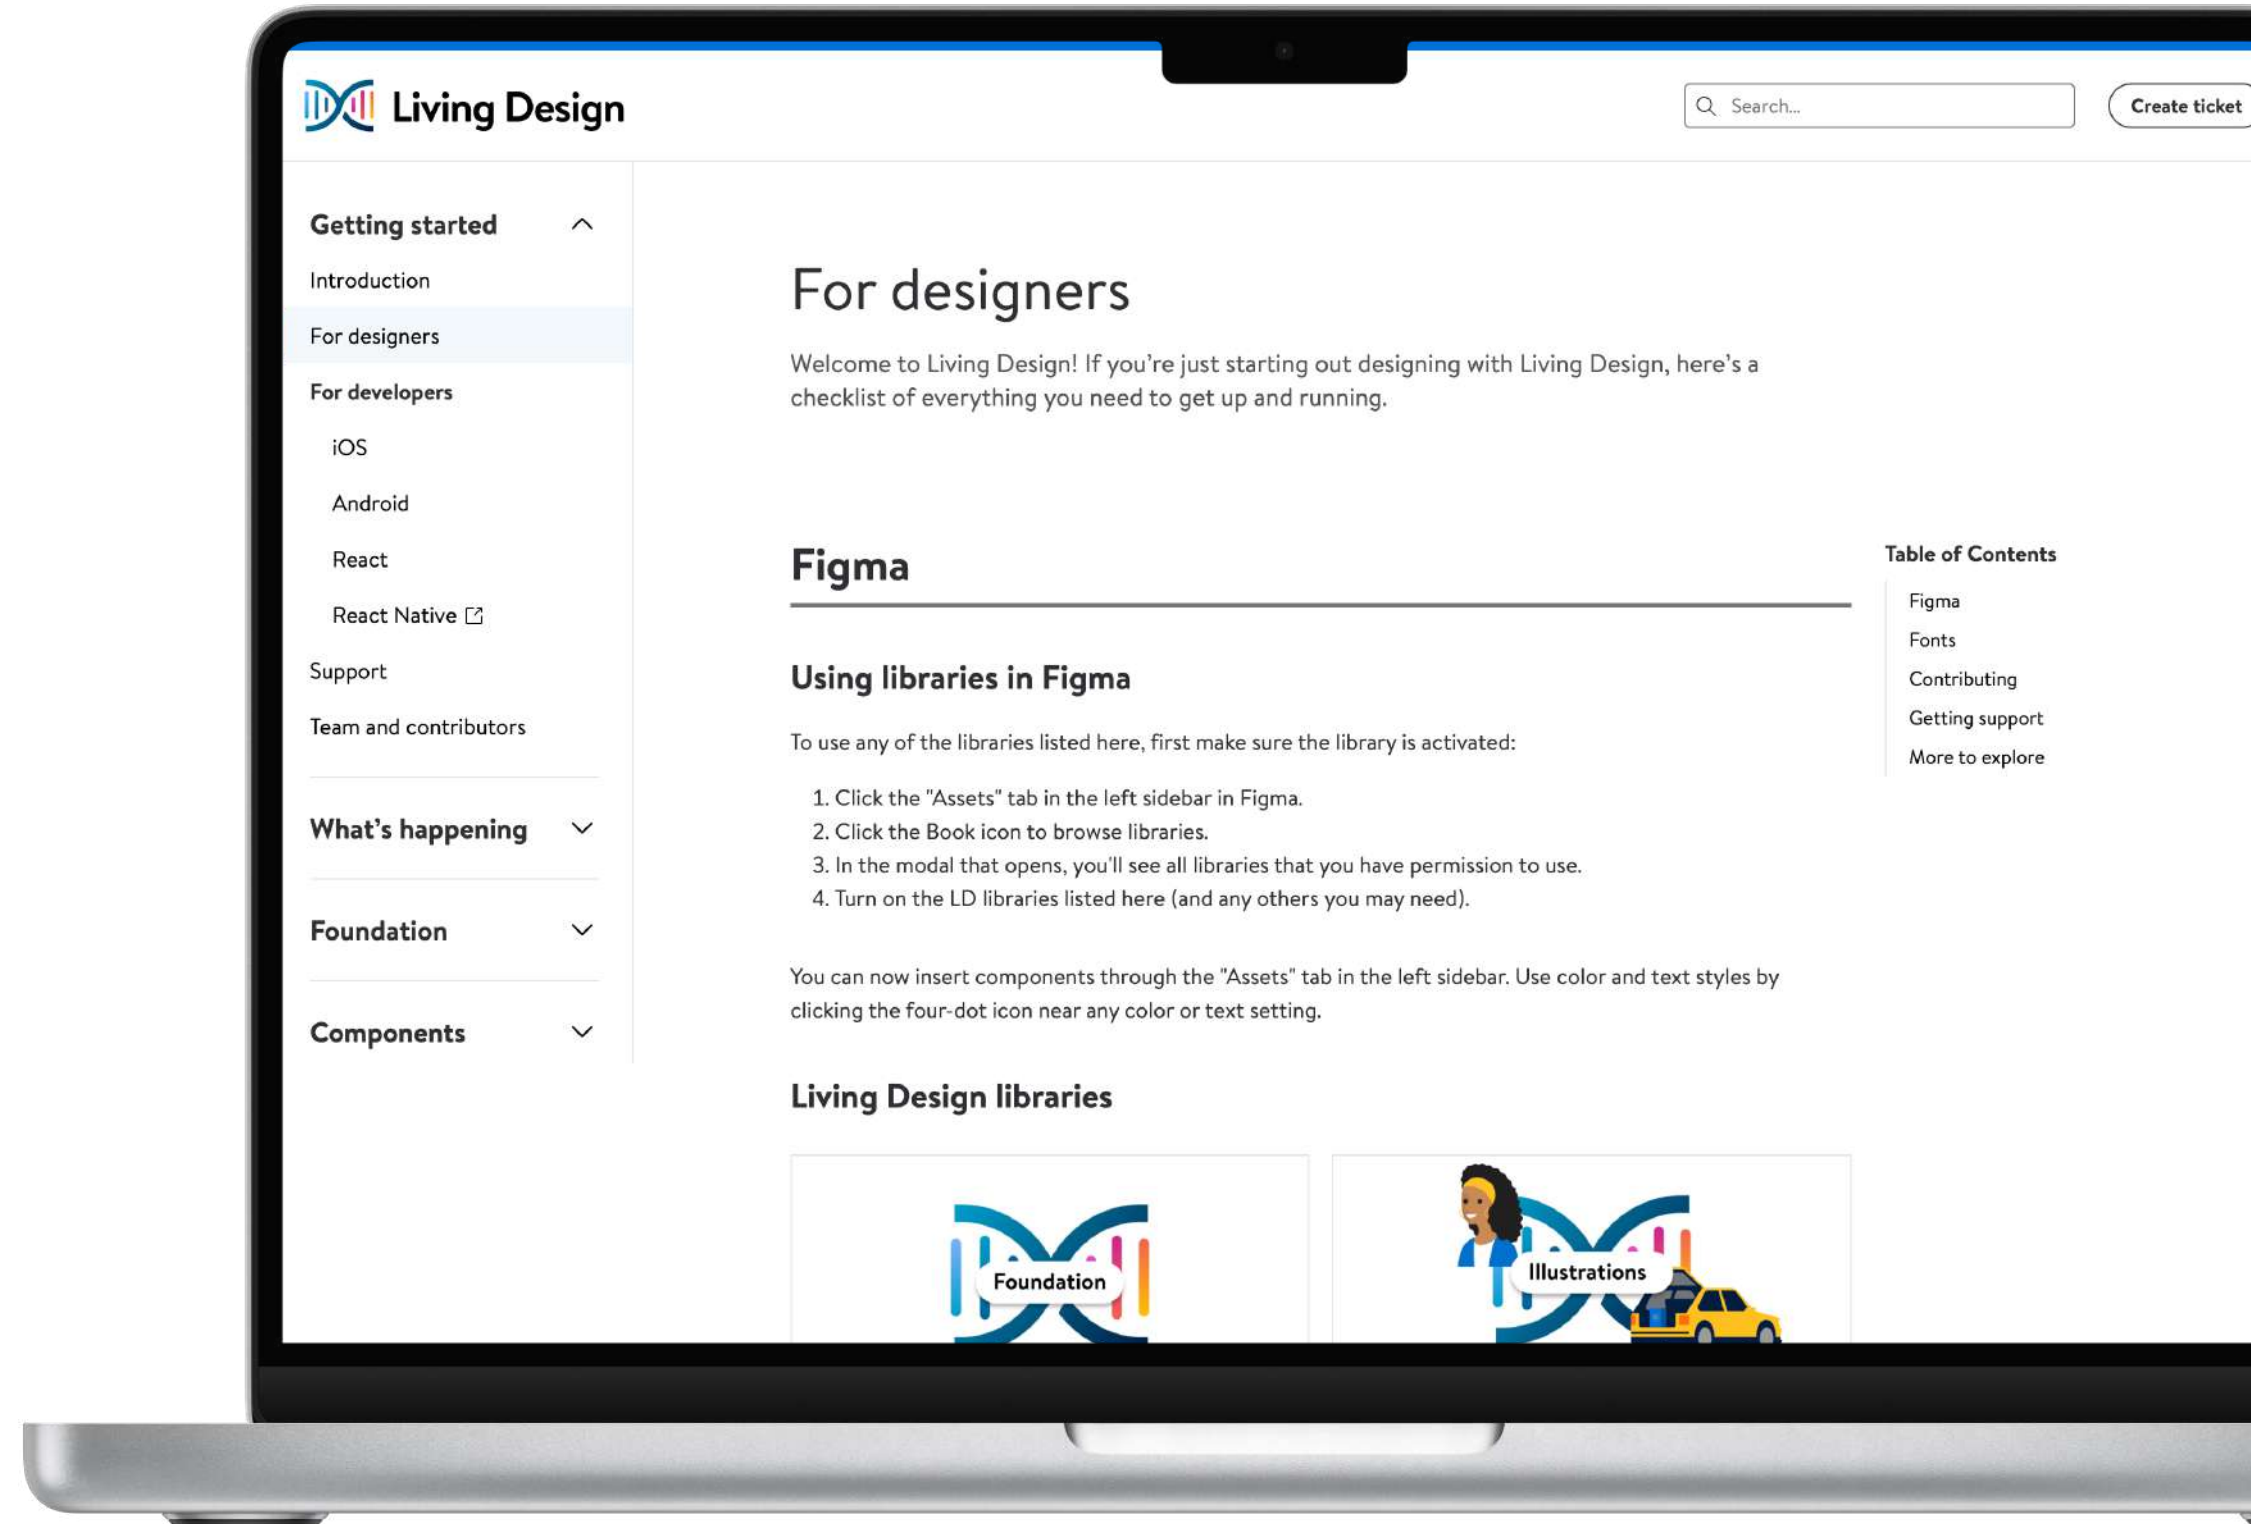 Living Design
Search...
Create ticket
Getting started
Introduction
For designers
For developers
iOS
Android
React
React Native
Support
Team and contributors
What's happening
Foundation
Components
For designers
Welcome to Living Design! If you're just starting out designing with Living Design, here's a
checklist of everything you need to get up and running.
Figma
Using libraries in Figma
To use any of the libraries listed here, first make sure the library is activated:
1. Click the "Assets" tab in the left sidebar in Figma.
2. Click the Book icon to browse libraries.
3. In the modal that opens, you'll see all libraries that you have permission to use.
4. Turn on the LD libraries listed here (and any others you may need).
You can now insert components through the "Assets" tab in the left sidebar. Use color and text styles by
clicking the four-dot icon near any color or text setting.
Living Design libraries
Foundation
Illustrations
Table of Contents
Figma
Fonts
Contributing
Getting support
More to explore